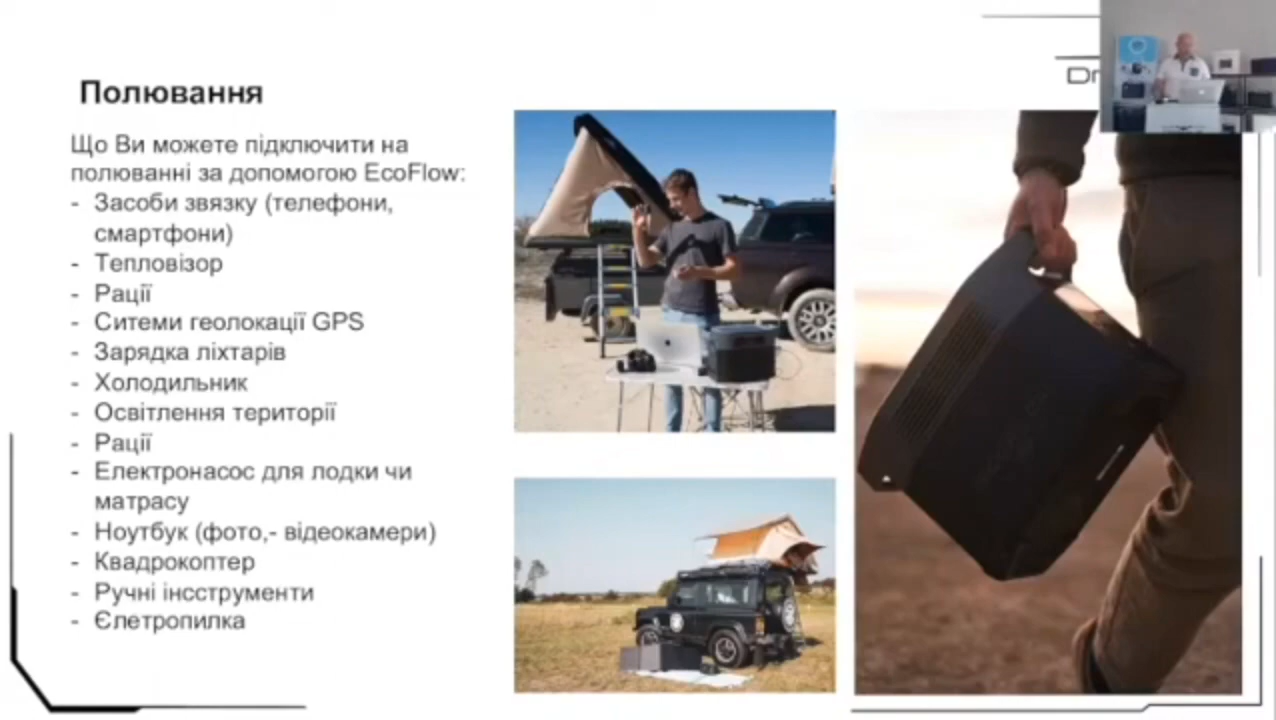 Полювання
Що Ви можете підключити на
полюванні за допомогою EcoFlow:
- Засоби звязку (телефони,
смартфони)
- Тепловізор
- Рації
- Ситеми геолокації GPS
- Зарядка ліхтарів
- Холодильник
- Освітлення території
- Рації
- Електронасос для лодки чи
матрасу
- Ноутбук (фото,- відеокамери)
- Квадрокоптер
- Ручні інсструменти
- Єлетропилка